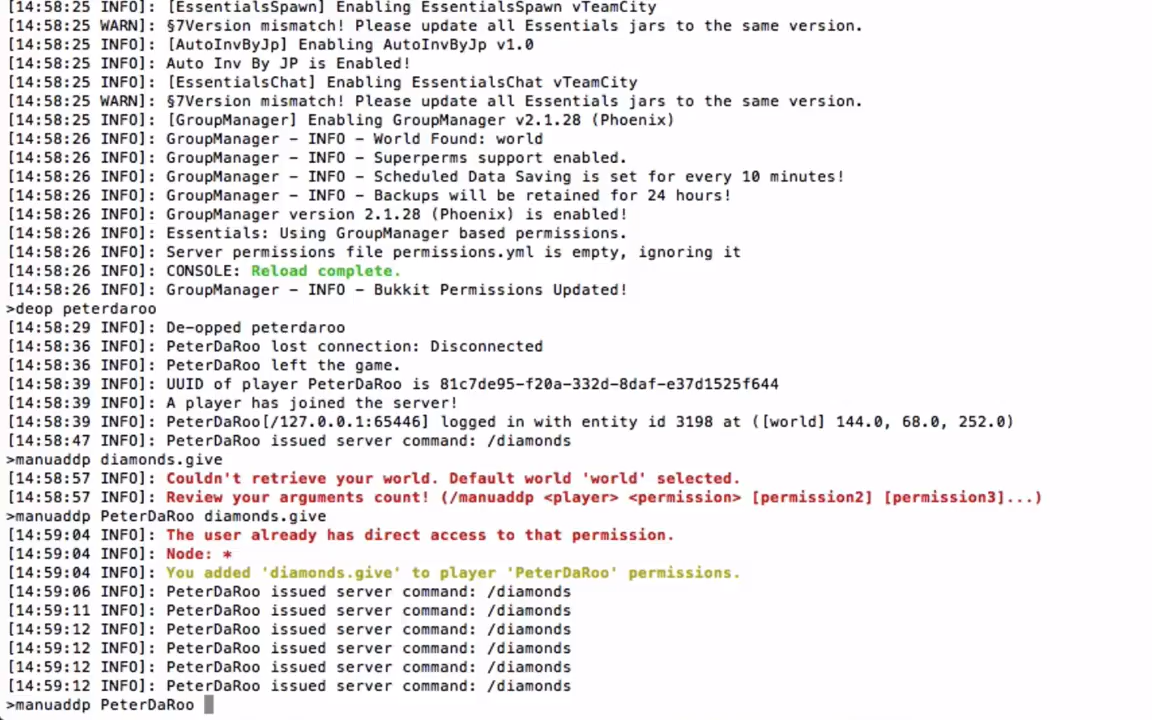 [14:58:25 INFO]: [EssentialsSpawn] Enabling EssentialsSpawn vTeamCity
[14:58:25 WARN]: §7Version mismatch! Please update all Essentials jars to the same version.
[14:58:25 INFO]: [AutoInvByJp] Enabling AutoInvByJp v1.0
[14:58:25 INFO]: Auto Inv By JP is Enabled!
[14:58:25 INFO]: [EssentialsChat] Enabling EssentialsChat vTeamCity
[14:58:25 WARN]: §7Version mismatch! Please update all Essentials jars to the same version.
[14:58:25 INFO]: [GroupManager] Enabling GroupManager v2.1.28 (Phoenix)
[14:58:26 INFO]: GroupManager - INFO - World Found: world
[14:58:26 INFO]: GroupManager - INFO - Superperms support enabled.
[14:58:26 INFO]: GroupManager - INFO - Scheduled Data Saving is set for every 10 minutes!
[14:58:26 INFO]: GroupManager - INFO - Backups will be retained for 24 hours!
[14:58:26 INFO]: GroupManager version 2.1.28 (Phoenix) is enabled!
[14:58:26 INFO]: Essentials: Using GroupManager based permissions.
[14:58:26 INFO]: Server permissions file permissions.yml is empty, ignoring it
[14:58:26 INFO]: CONSOLE: Reload complete.
[14:58:26 INFO]: GroupManager - INFO - Bukkit Permissions Updated!
>deop peterdaroo
[14:58:29 INFO]: De-opped peterdaroo
[14:58:36 INFO]: PeterDaRoo lost connection: Disconnected
[14:58:36 INFO]: PeterDaRoo left the game.
[14:58:39 INFO]: UUID of player PeterDaRoo is 81c7de95-f20a-332d-8daf-e37d1525f644
[14:58:39 INFO]: A player has joined the server!
[14:58:39 INFO]: PeterDaRoo[/127.0.0.1:65446] logged in with entity id 3198 at ([world] 144.0, 68.0, 252.0)
[14:58:47 INFO]: PeterDaRoo issued server command: /diamonds
>manuaddp diamonds.give
[14:58:57 INFO]: Couldn't retrieve your world. Default world 'world' selected.
[14:58:57 INFO]: Review your arguments count! (/manuaddp <player> <permission> [permission2] [permission3]...)
>manuaddp PeterDaRoo diamonds.give
[14:59:04 INFO]: The user already has direct access to that permission.
[14:59:04 INFO]: Node: *
[14:59:04 INFO]: You added 'diamonds.give' to player 'PeterDaRoo' permissions.
[14:59:06 INFO]: PeterDaRoo issued server command: /diamonds
[14:59:11 INFO]: PeterDaRoo issued server command: /diamonds
[14:59:12 INFO]: PeterDaRoo issued server command: /diamonds
[14:59:12 INFO]: PeterDaRoo issued server command: /diamonds
[14:59:12 INFO]: PeterDaRoo issued server command: /diamonds
[14:59:12 INFO]: PeterDaRoo issued server command: /diamonds
>manuaddp PeterDaRoo